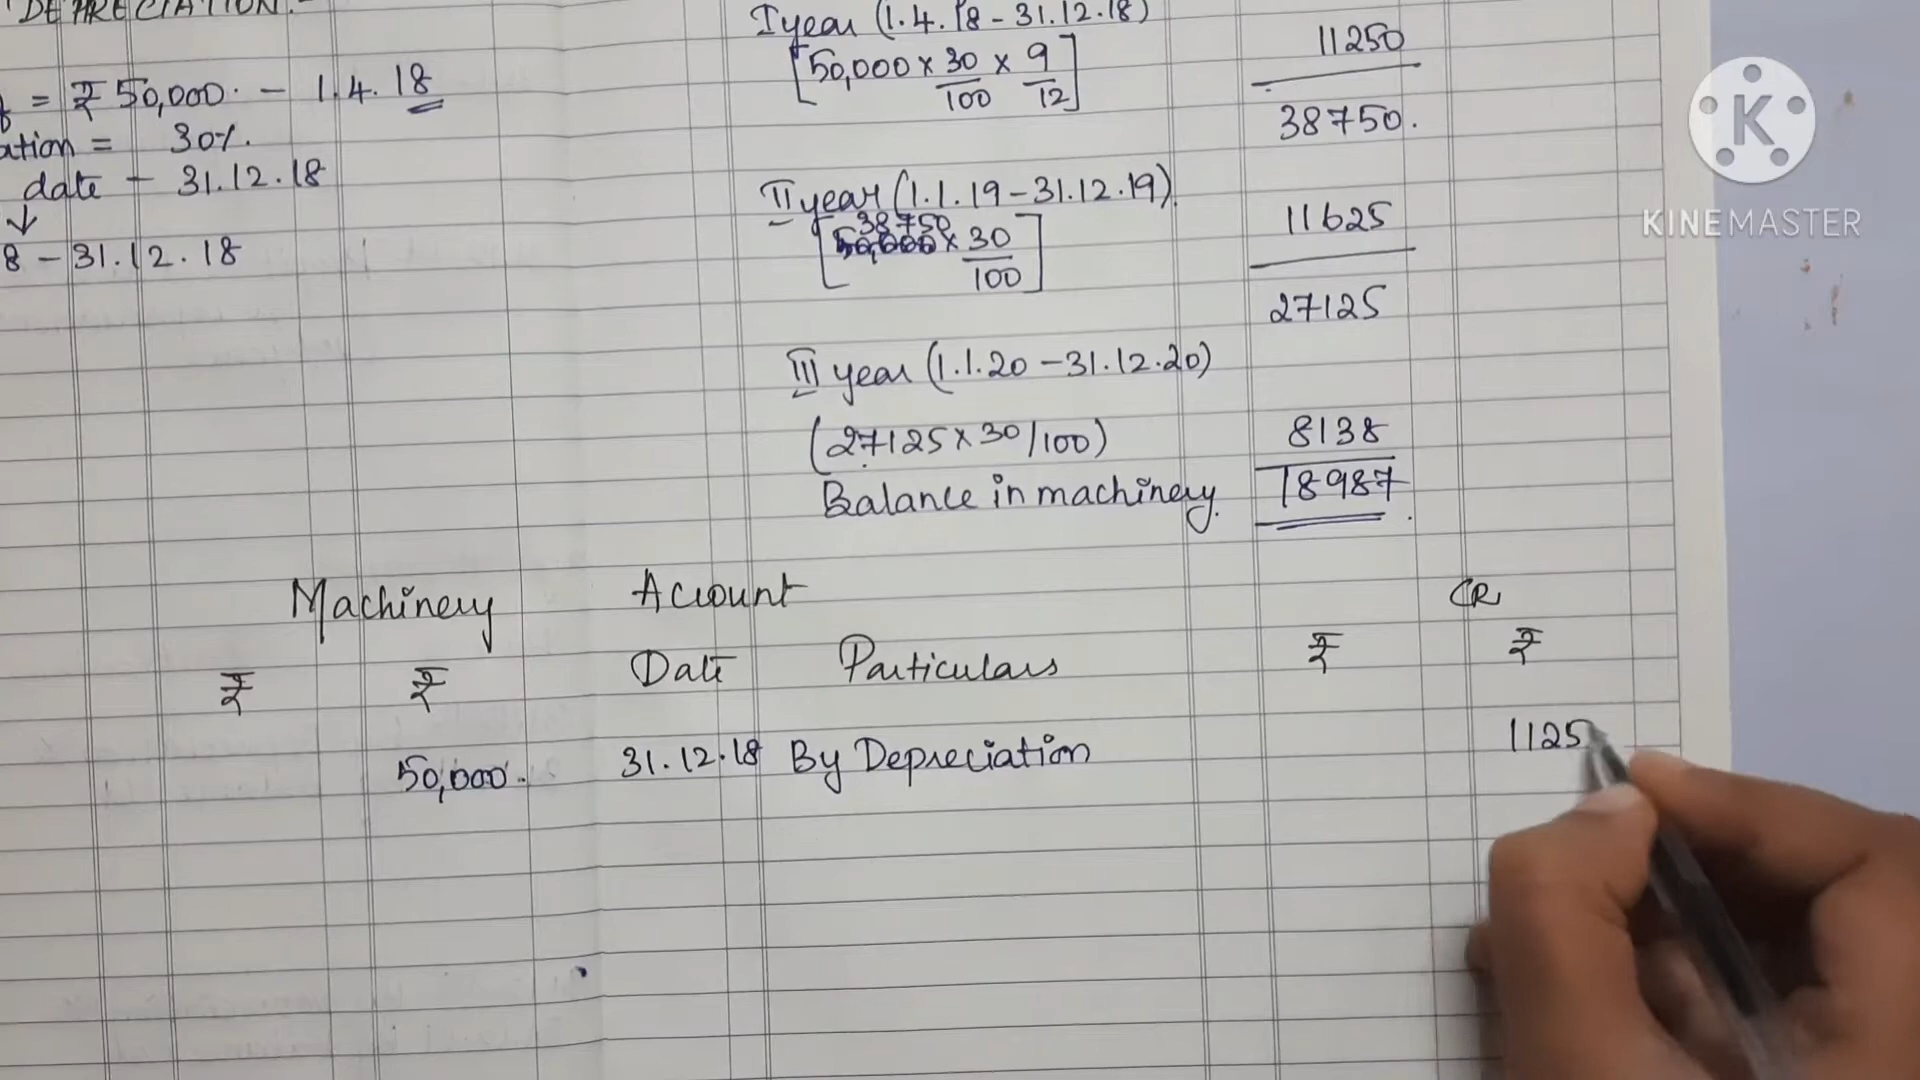 DEPRECIATION.
= ₹ 50,000. - 1.4.18
ation = 30%.
date - 31.12.18
8 - 31.12.18
I year (1.4.18 - 31.12.18)
[50,000 × 30/100 × 9/12] 11250
38750.
II year (1.1.19 - 31.12.19)
38750
[50,000 × 30/100] 11625
27125
III year (1.1.20 - 31.12.20)
(27125 × 30/100) 8138
Balance in machinery 18987
Machinery Account CR
₹ ₹ Date Particulars ₹ ₹
50,000. 31.12.18 By Depreciation 1125
K
KINEMASTER